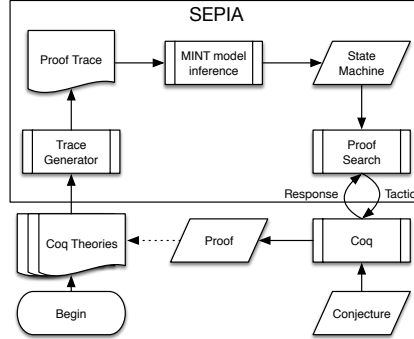 SEPIA
Proof Trace
MINT model
inference
State
Machine
Trace
Generator
Proof
Search
Response
Tactic
Coq Theories
Proof
Coq
Begin
Conjecture